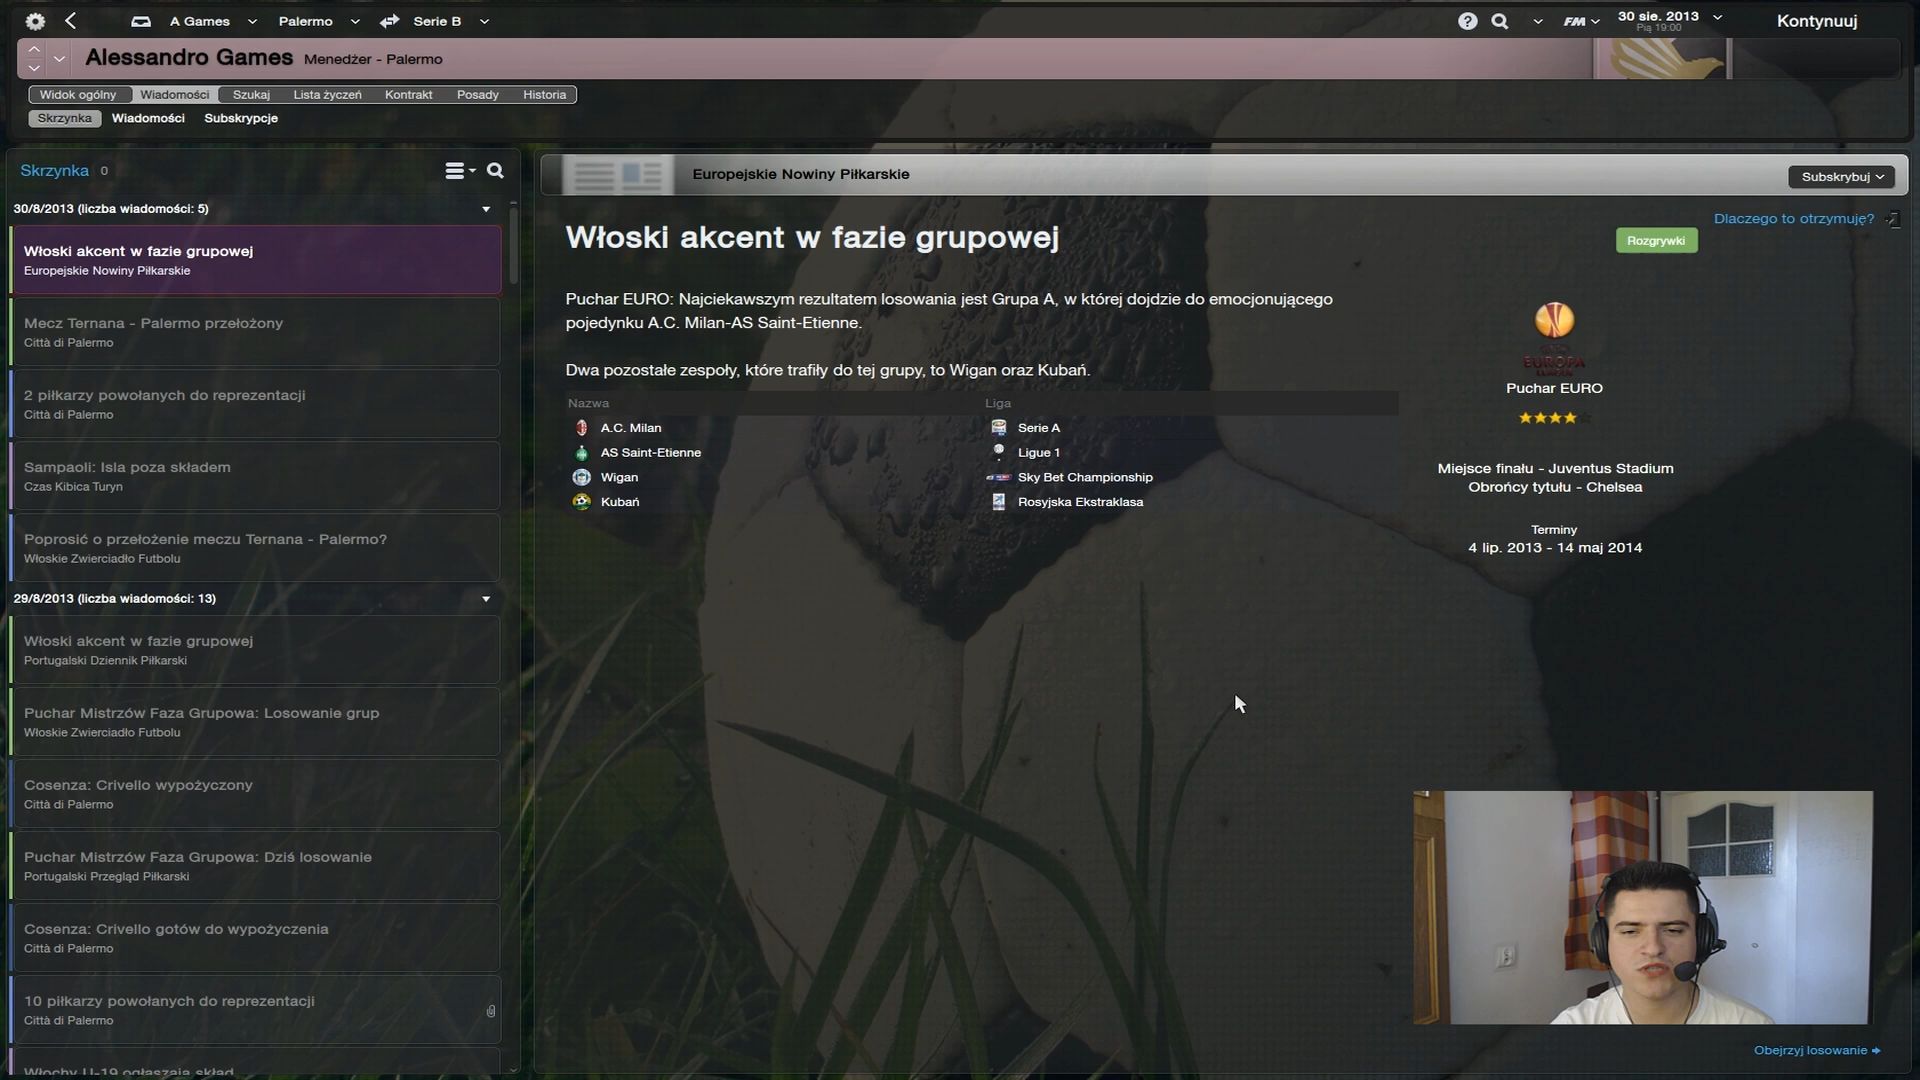 A Games
Palermo
Serie B
FM
30 sie. 2013
Pią 19:00
Kontynuuj
Alessandro Games Menedżer - Palermo
Widok ogólny Wiadomości Szukaj Lista życzeń Kontrakt Posady Historia
Skrzynka Wiadomości Subskrypcje
Skrzynka 0
30/8/2013 (liczba wiadomości: 5)
Włoski akcent w fazie grupowej
Europejskie Nowiny Piłkarskie
Mecz Ternana - Palermo przełożony
Città di Palermo
2 piłkarzy powołanych do reprezentacji
Città di Palermo
Sampaoli: Isla poza składem
Czas Kibica Turyn
Poprosić o przełożenie meczu Ternana - Palermo?
Włoskie Zwierciadło Futbolu
29/8/2013 (liczba wiadomości: 13)
Włoski akcent w fazie grupowej
Portugalski Dziennik Piłkarski
Puchar Mistrzów Faza Grupowa: Losowanie grup
Włoskie Zwierciadło Futbolu
Cosenza: Crivello wypożyczony
Città di Palermo
Puchar Mistrzów Faza Grupowa: Dziś losowanie
Portugalski Przegląd Piłkarski
Cosenza: Crivello gotów do wypożyczenia
Città di Palermo
10 piłkarzy powołanych do reprezentacji
Città di Palermo
Włochy U-19 ogłaszają skład
Europejskie Nowiny Piłkarskie
Subskrybuj
Dlaczego to otrzymuję?
Włoski akcent w fazie grupowej
Rozgrywki
Puchar EURO: Najciekawszym rezultatem losowania jest Grupa A, w której dojdzie do emocjonującego
pojedynku A.C. Milan-AS Saint-Etienne.
Dwa pozostałe zespoły, które trafiły do tej grupy, to Wigan oraz Kubań.
Nazwa Liga
A.C. Milan Serie A
AS Saint-Etienne Ligue 1
Wigan Sky Bet Championship
Kubań Rosyjska Ekstraklasa
EUROPA
LEAGUE
Puchar EURO
Miejsce finału - Juventus Stadium
Obrońcy tytułu - Chelsea
Terminy
4 lip. 2013 - 14 maj 2014
Obejrzyj losowanie